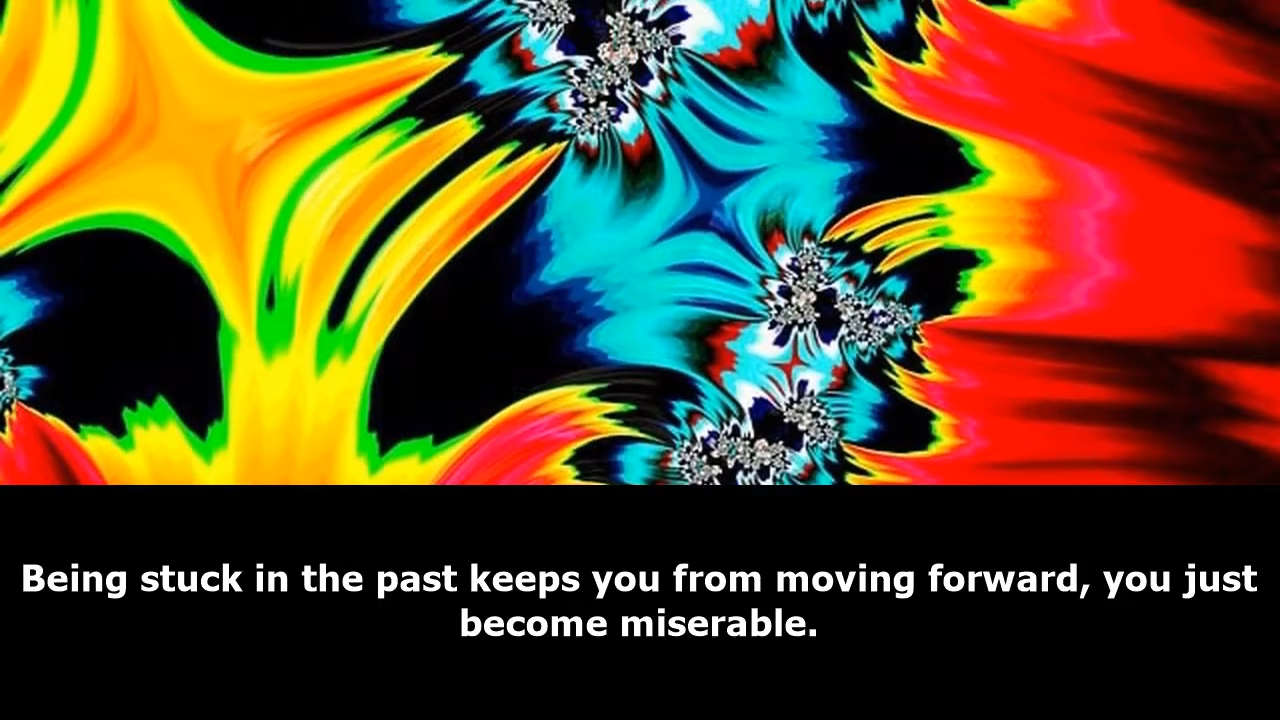 Being stuck in the past keeps you from moving forward, you just
become miserable.